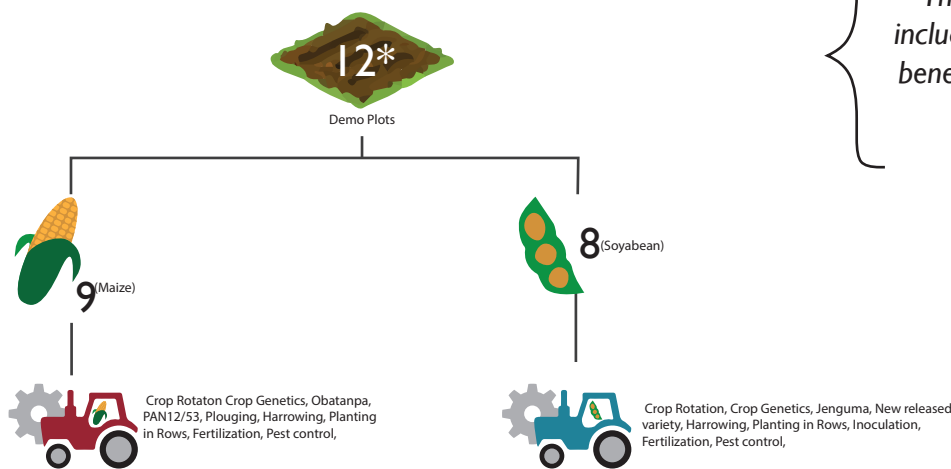 12*
Demo Plots
inclu
bene
9(Maize)
8(Soyabean)
Crop Rotaton Crop Genetics, Obatanpa,
PAN12/53, Plouging, Harrowing, Planting
in Rows, Fertilization, Pest control,
Crop Rotation, Crop Genetics, Jenguma, New released
variety, Harrowing, Planting in Rows, Inoculation,
Fertilization, Pest control,